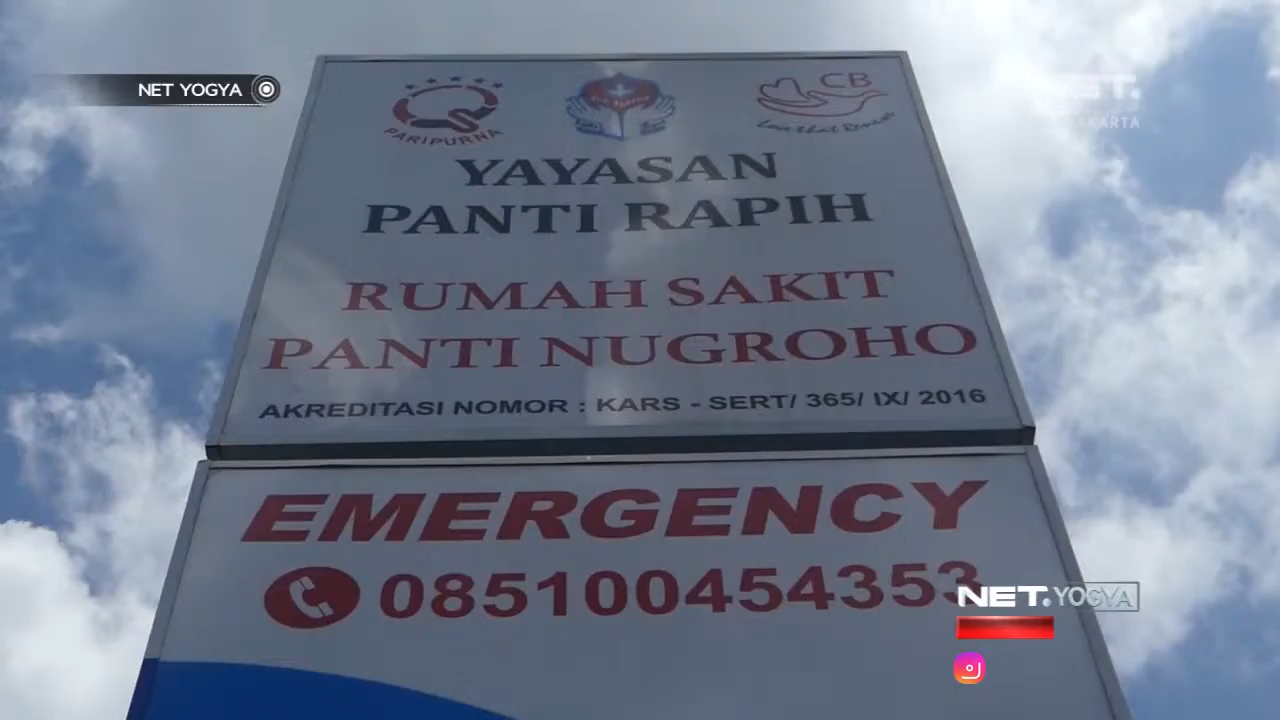 NET YOGYA
PARIPURNA
CB
YAYASAN
PANTI RAPIH
RUMAH SAKIT
PANTI NUGROHO
AKREDITASI NOMOR : KARS - SERT/ 365/ IX/ 2016
EMERGENCY
085100454353
NET. YOGYA